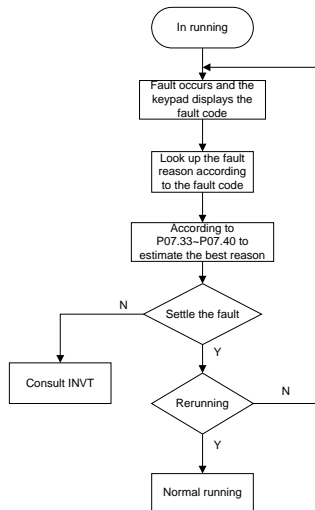 In running
Fault occurs and the
keypad displays the
fault code
Look up the fault
reason according
to the fault code
According to
P07.33~P07.40 to
estimate the best reason
Settle the fault
N
Y
Consult INVT
Rerunning
N
Y
Normal running